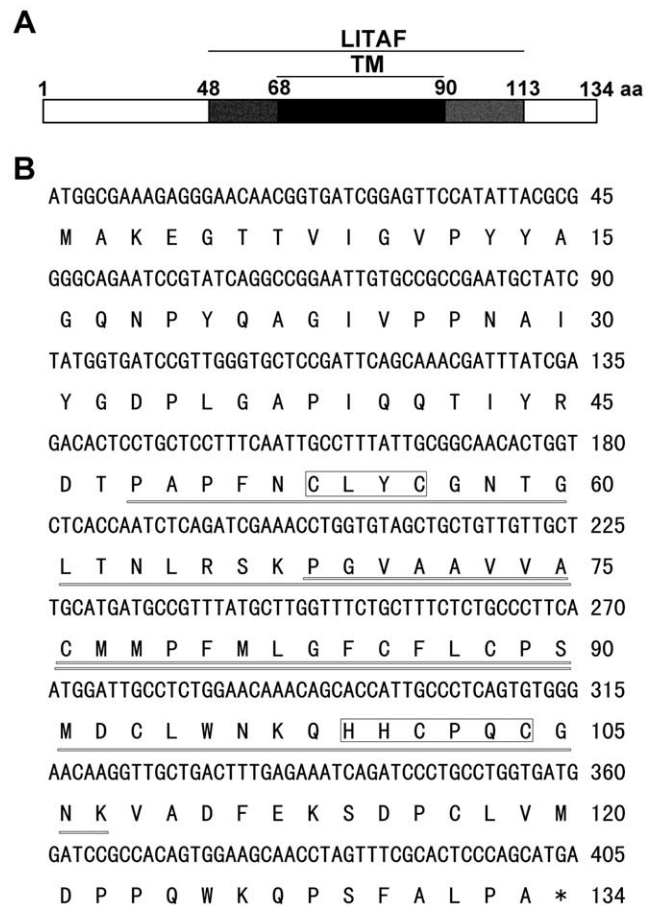 A
LITAF
TM
1 48 68 90 113 134 aa
B
ATGGCGAAAGAGGGAACAACGGTGATCGGAGTTCCATATTACGCG 45
M A K E G T T V I G V P Y Y A 15
GGGCAGAATCCGTATCAGGCCGGAATTGTGCCGCCGAATGCTATC 90
G Q N P Y Q A G I V P P N A I 30
TATGGTGATCCGTTGGGTGCTCCGATTCAGCAAACGATTTATCGA 135
Y G D P L G A P I Q Q T I Y R 45
GACACTCCTGCTCCTTTCAATTGCCTTTATTGCGGCAACACTGGT 180
D T P A P F N C L Y C G N T G 60
CTCACCAATCTCAGATCGAAACCTGGTGTAGCTGCTGTTGTTGCT 225
L T N L R S K P G V A A V V A 75
TGCATGATGCCGTTTATGCTTGGTTTCTGCTTTCTCTGCCCTTCA 270
C M M P F M L G F C F L C P S 90
ATGGATTGCCTCTGGAACAAACAGCACCATTGCCCTCAGTGTGGG 315
M D C L W N K Q H H C P Q C G 105
AACAAGGTTGCTGACTTTGAGAAATCAGATCCCTGCCTGGTGATG 360
N K V A D F E K S D P C L V M 120
GATCCGCCACAGTGGAAGCAACCTAGTTTCGCACTCCCAGCATGA 405
D P P Q W K Q P S F A L P A * 134